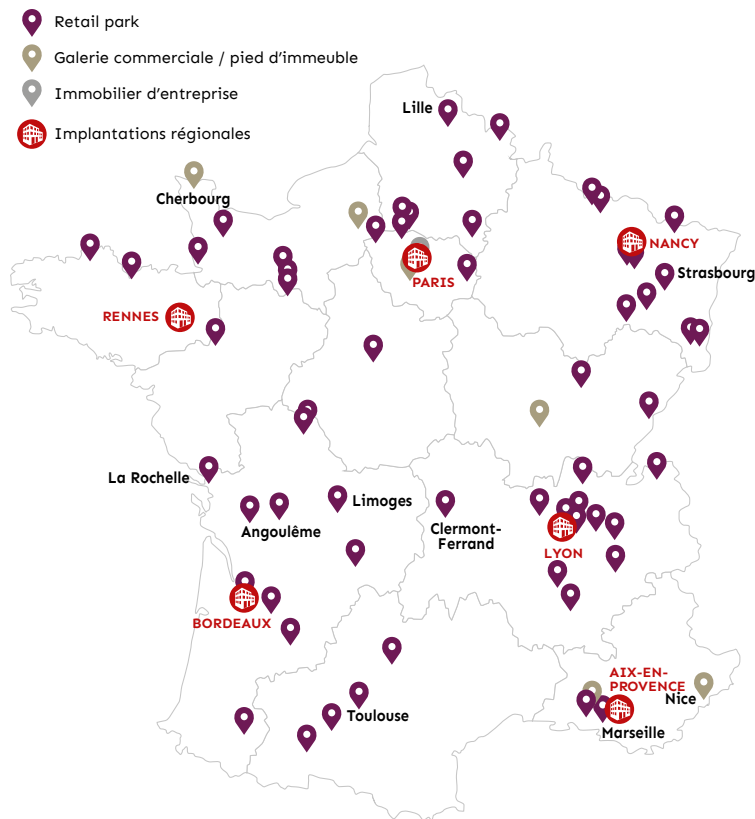 Retail park
Galerie commerciale / pied d’immeuble
Immobilier d’entreprise
Implantations régionales
Lille
Cherbourg
NANCY
Strasbourg
PARIS
RENNES
La Rochelle
Limoges
Angoulême
Clermont-
Ferrand
LYON
BORDEAUX
AIX-EN-
PROVENCE
Nice
Toulouse
Marseille